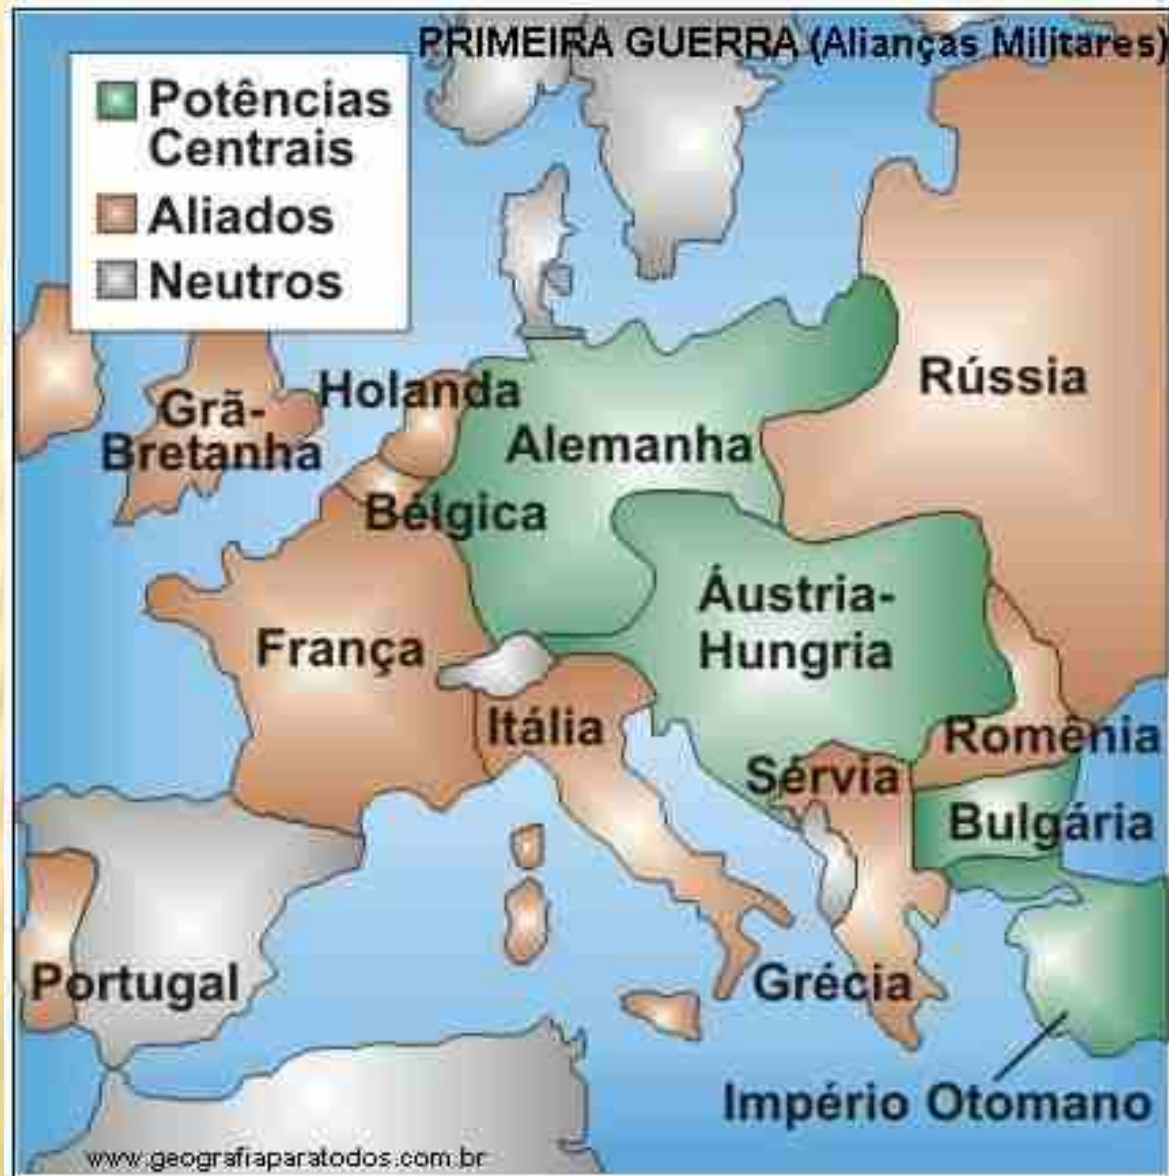 PRIMEIRA GUERRA (Alianças Militares)
Potências
Centrais
Aliados
Neutros
Holanda
Grã-
Bretanha
Alemanha
Rússia
Bélgica
Áustria-
Hungria
França
Itália
Romênia
Sérvia
Bulgária
Portugal
Grécia
Império Otomano
www.geografiaparatodos.com.br